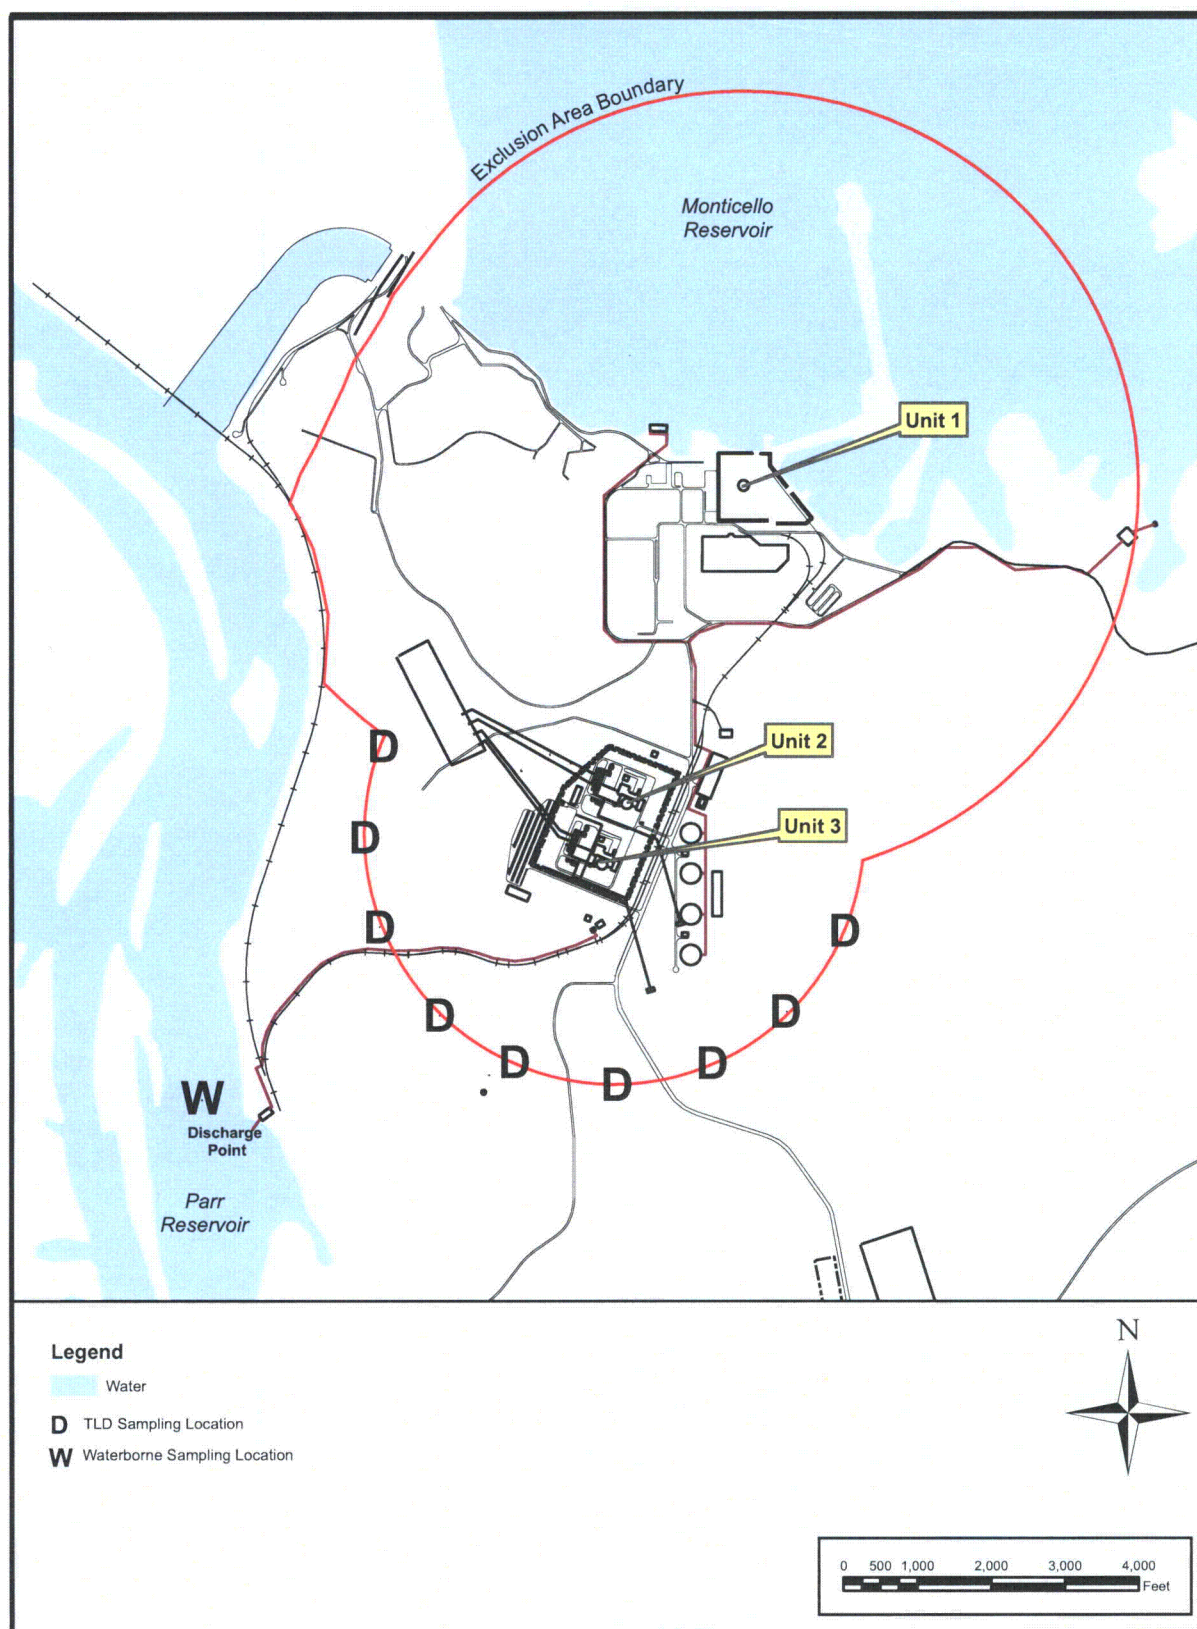 Exclusion Area Boundary
Monticello
Reservoir
Unit 1
Unit 2
D
Unit 3
D
D
D
D
D
D
D
D
W
Discharge
Point
Parr
Reservoir
Legend
Water
D TLD Sampling Location
W Waterborne Sampling Location
N
0 500 1,000 2,000 3,000 4,000
Feet